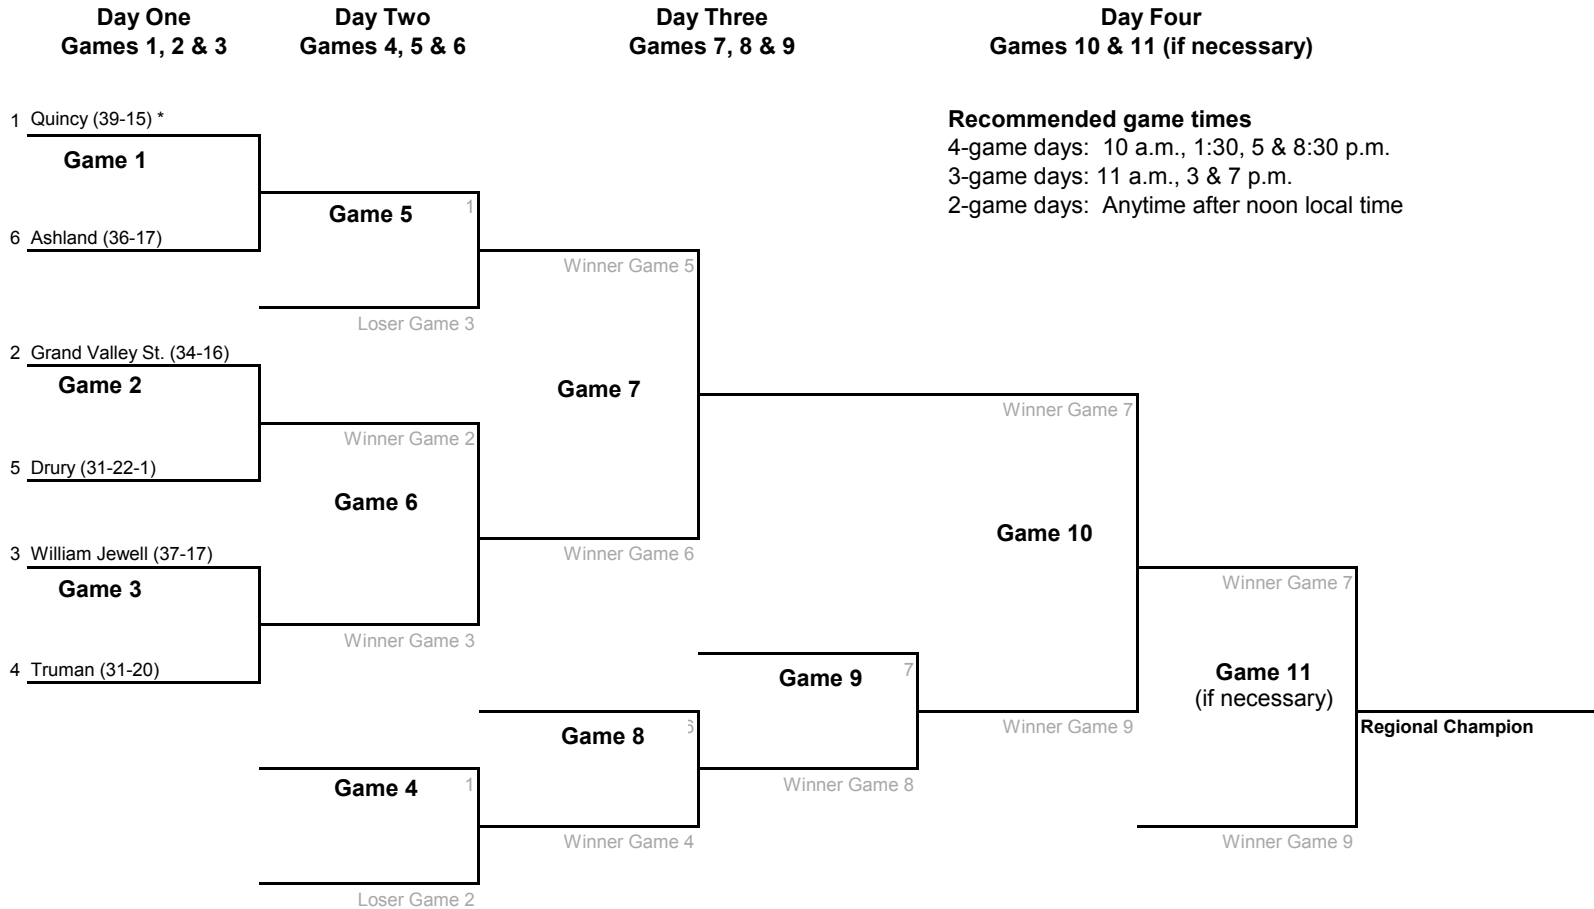 Day One
Games 1, 2 & 3
Day Two
Games 4, 5 & 6
Day Three
Games 7, 8 & 9
Day Four
Games 10 & 11 (if necessary)
Recommended game times
4-game days:  10 a.m., 1:30, 5 & 8:30 p.m.
3-game days: 11 a.m., 3 & 7 p.m.
2-game days:  Anytime after noon local time
1 Quincy (39-15) *
Game 1
6 Ashland (36-17)
Game 5
1
Loser Game 3
Winner Game 5
2 Grand Valley St. (34-16)
Game 2
5 Drury (31-22-1)
Winner Game 2
Game 6
Winner Game 3
3 William Jewell (37-17)
Game 3
4 Truman (31-20)
Game 7
Winner Game 6
Winner Game 7
Game 10
Winner Game 9
Game 9
7
Winner Game 8
Game 8
6
Winner Game 4
Game 4
1
Loser Game 2
Winner Game 7
Game 11
(if necessary)
Winner Game 9
Regional Champion